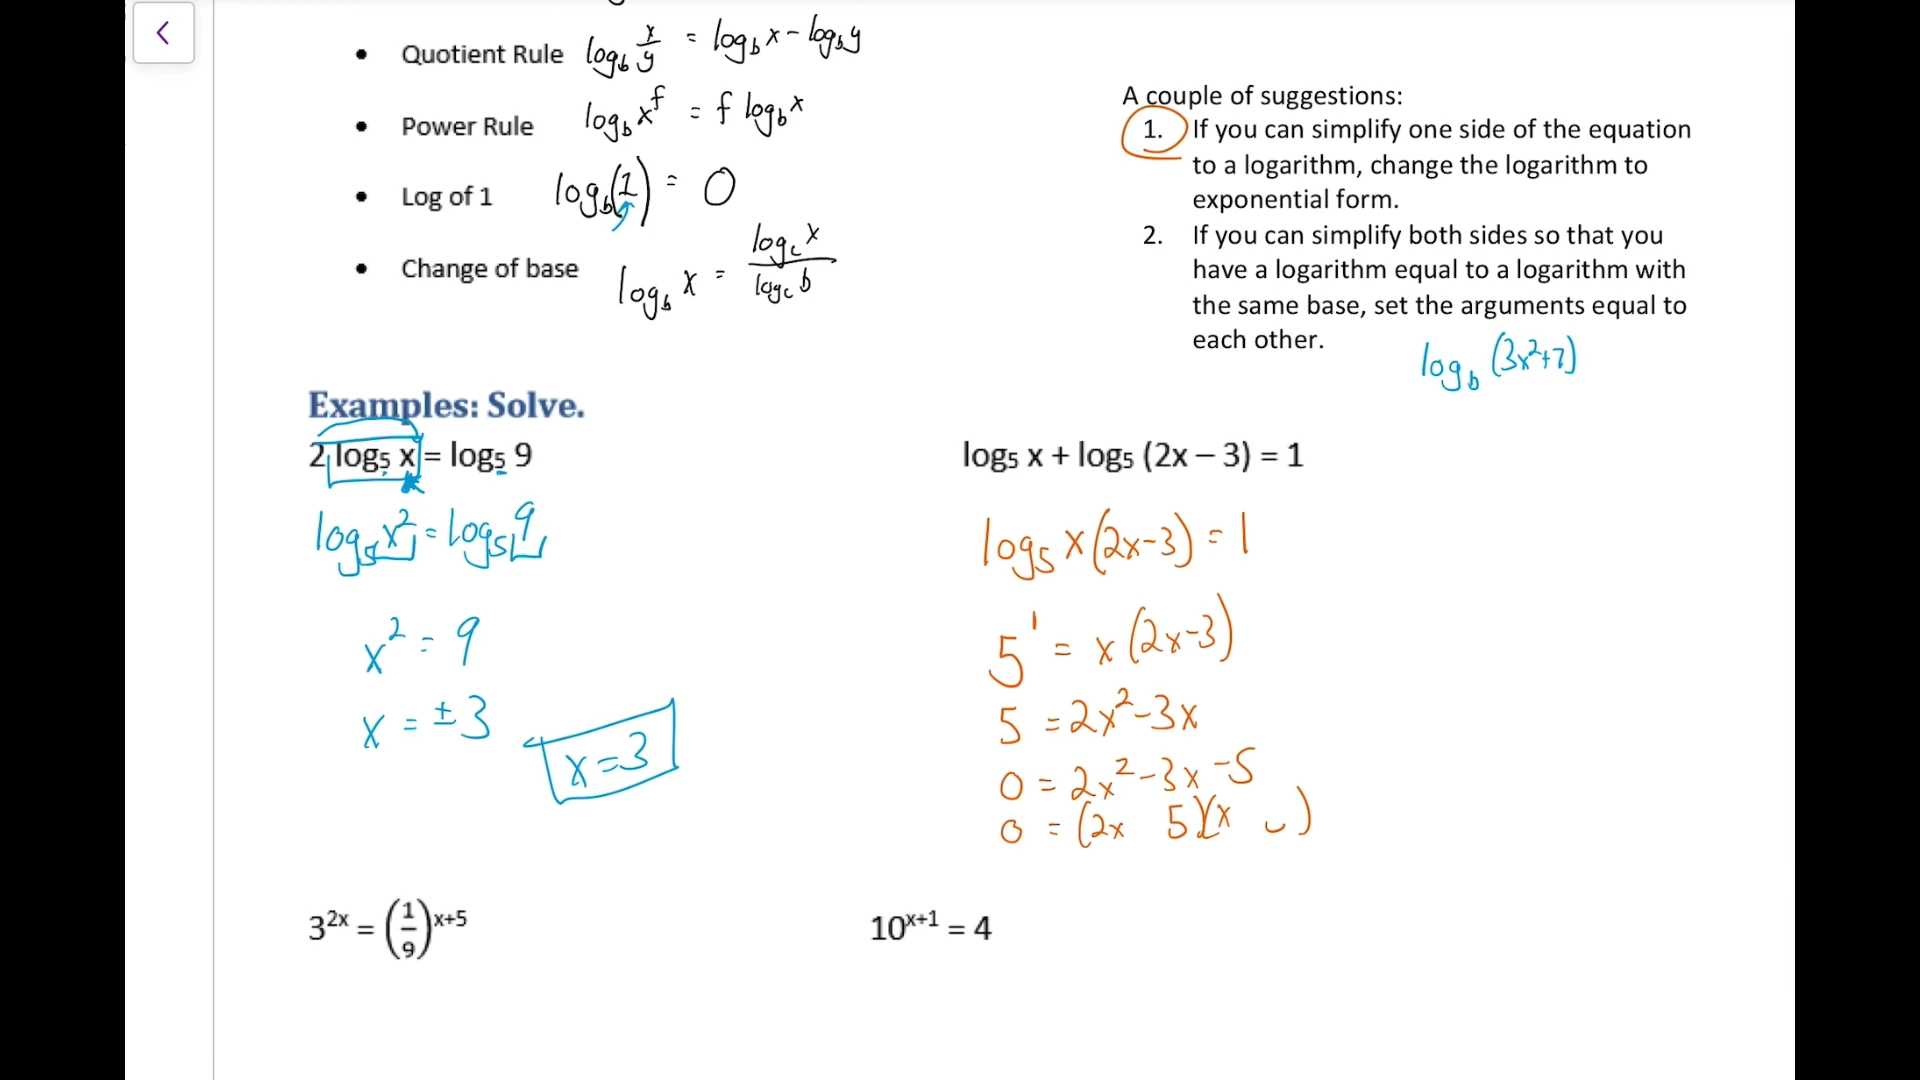 • Quotient Rule log_b x/y = log_b x - log_b y
• Power Rule log_b x^f = f log_b x
• Log of 1 log_b(1) = 0
• Change of base log_b x = log_c x / log_c b
A couple of suggestions:
1. If you can simplify one side of the equation
to a logarithm, change the logarithm to
exponential form.
2. If you can simplify both sides so that you
have a logarithm equal to a logarithm with
the same base, set the arguments equal to
each other.
log_b (3x²+7)
Examples: Solve.
2 log₅ x = log₅ 9
log₅ x² = log₅ 9
x² = 9
x = ±3
x = 3
log₅ x + log₅ (2x – 3) = 1
log₅ x(2x-3) = 1
5¹ = x(2x-3)
5 = 2x²-3x
0 = 2x²-3x-5
0 = (2x 5)(x )
3^2x = (1/9)^x+5
10^x+1 = 4